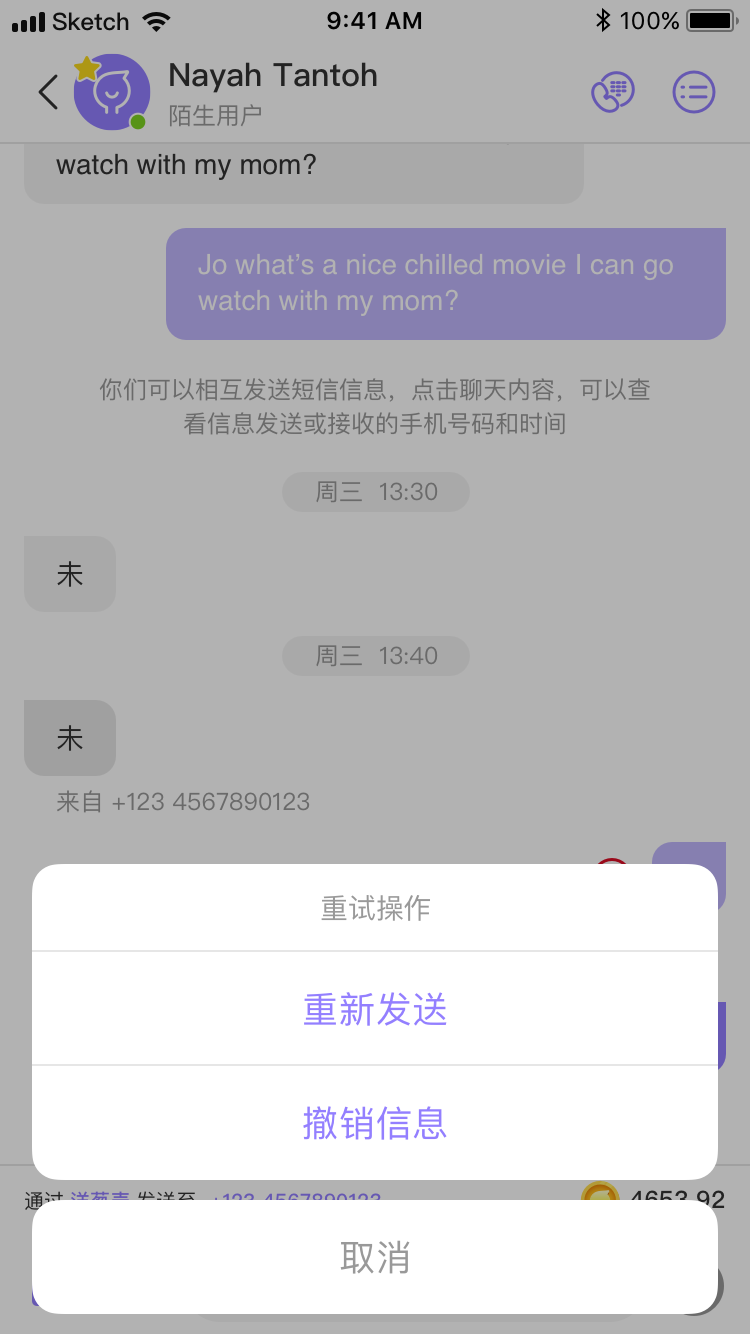 Sketch 9:41 AM 100%
Nayah Tantoh
陌生用户
watch with my mom?
Jo what's a nice chilled movie I can go
watch with my mom?
你们可以相互发送短信信息，点击聊天内容，可以查
看信息发送或接收的手机号码和时间
周三 13:30
未
周三 13:40
未
来自 +123 4567890123
重试操作
重新发送
撤销信息
通过 发送至 +123 4567890123 4653.92
取消